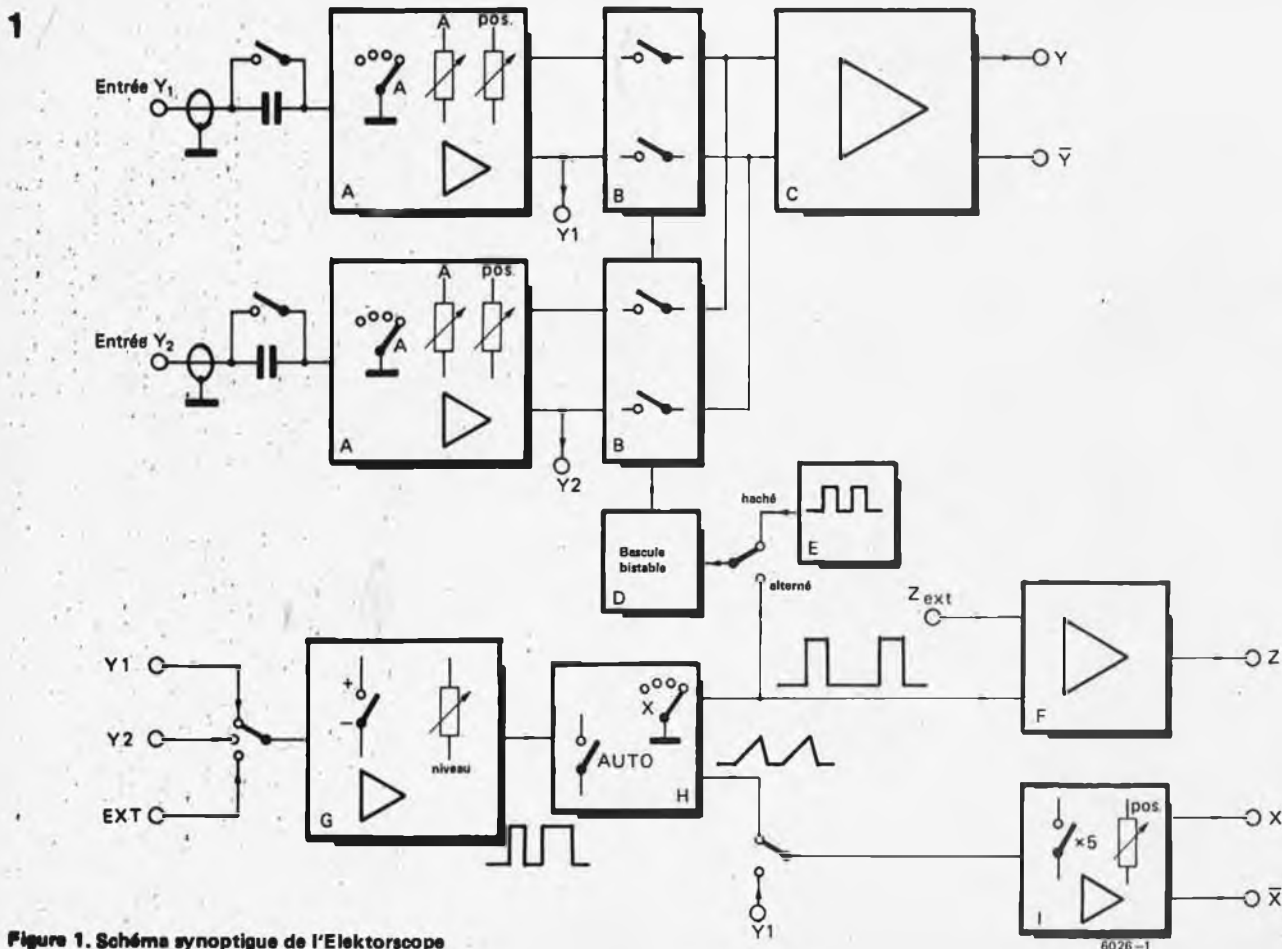 1
A pos.
Entrée Y1
A
A
Y1
B
C
Y
Y̅
A pos.
Entrée Y2
A
A
Y2
B
haché
E
Bascule
bistable
D
alterné
Zext
F
Z
Y1
Y2
EXT
+
−
niveau
G
X
AUTO
H
Y1
pos.
×5
I
X
X̅
6026-1
Figure 1. Schéma synoptique de l'Elektorscope